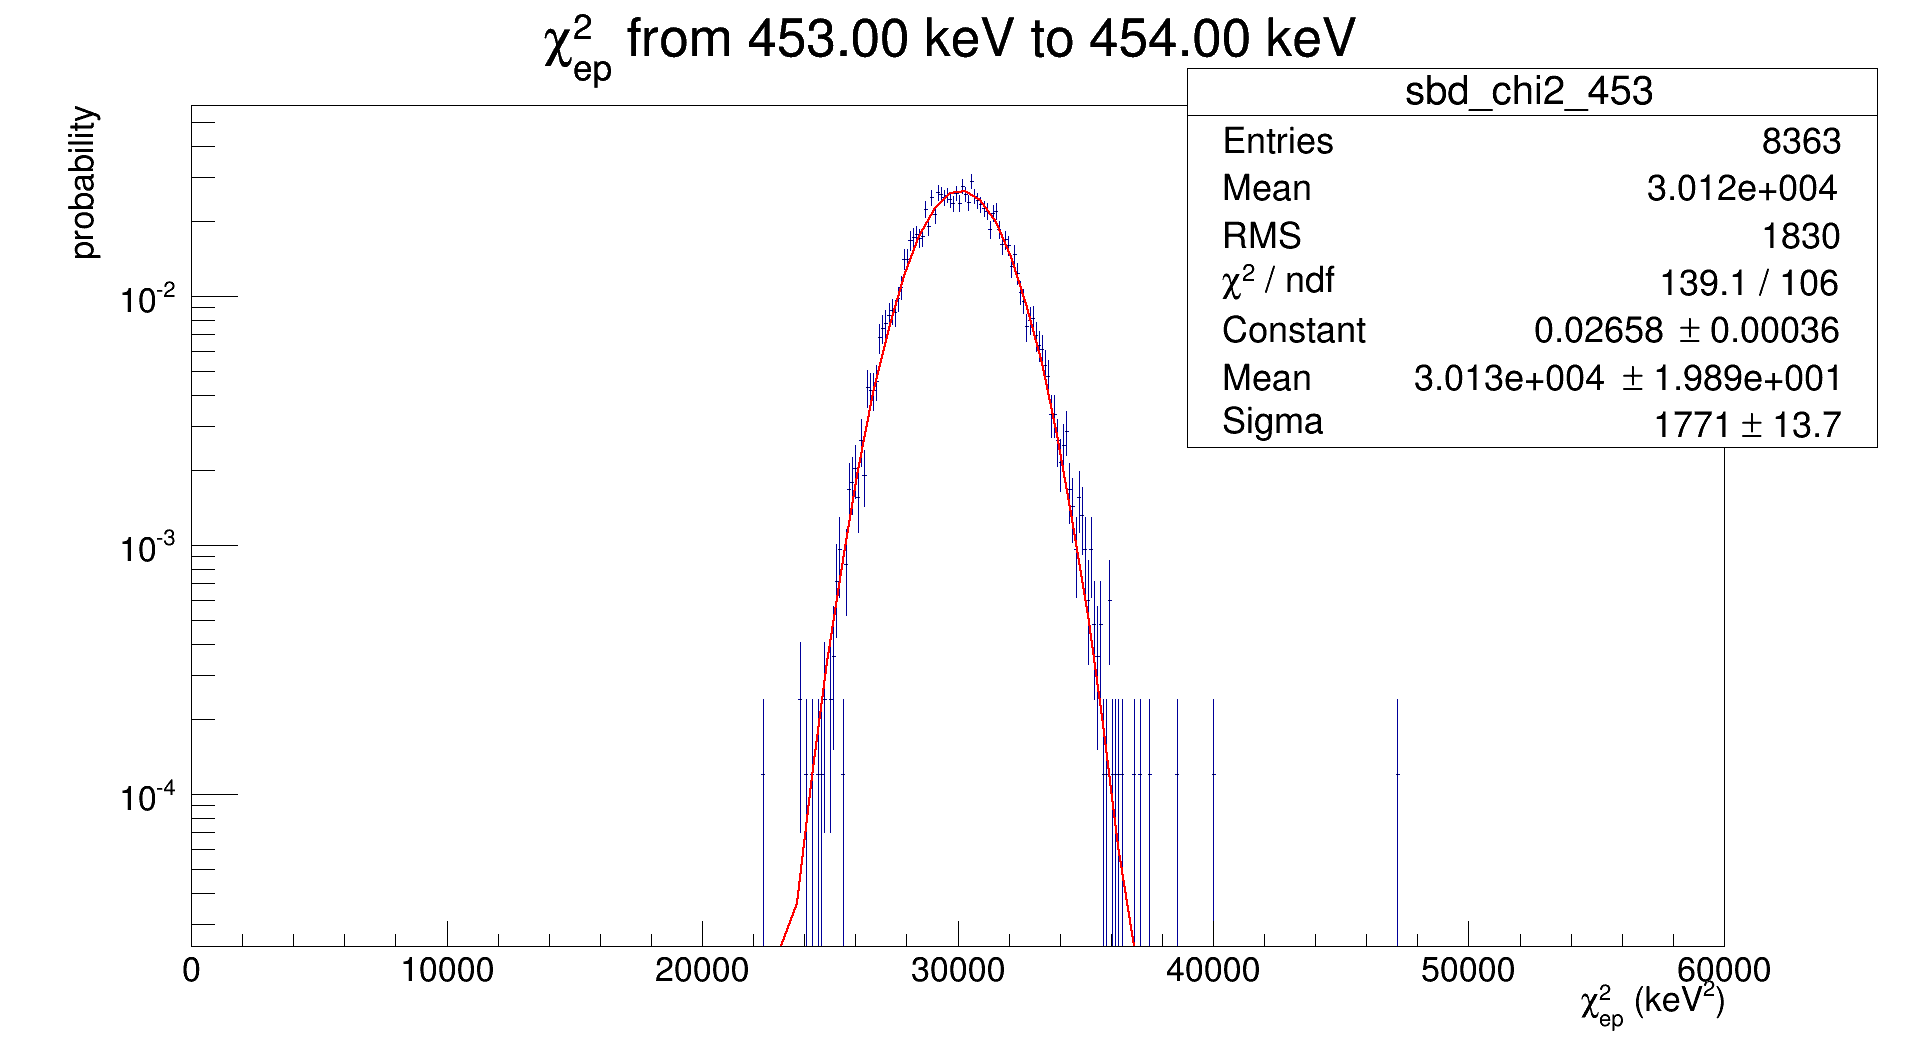 χ²ep from 453.00 keV to 454.00 keV
probability
sbd_chi2_453
Entries 8363
Mean 3.012e+004
RMS 1830
χ² / ndf 139.1 / 106
Constant 0.02658 ± 0.00036
Mean 3.013e+004 ± 1.989e+001
Sigma 1771 ± 13.7
10⁻²
10⁻³
10⁻⁴
0 10000 20000 30000 40000 50000 60000
χ²ep (keV²)